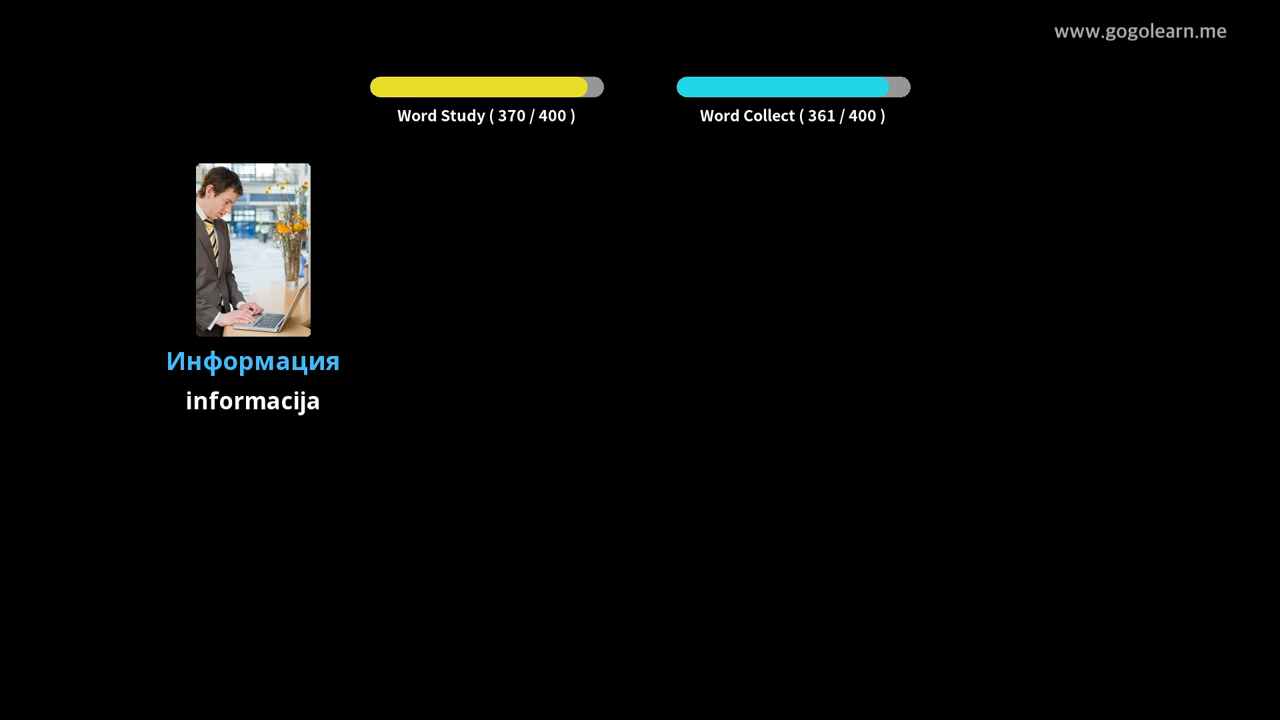 www.gogolearn.me
Word Study ( 370 / 400 )
Word Collect ( 361 / 400 )
Информация
informacija